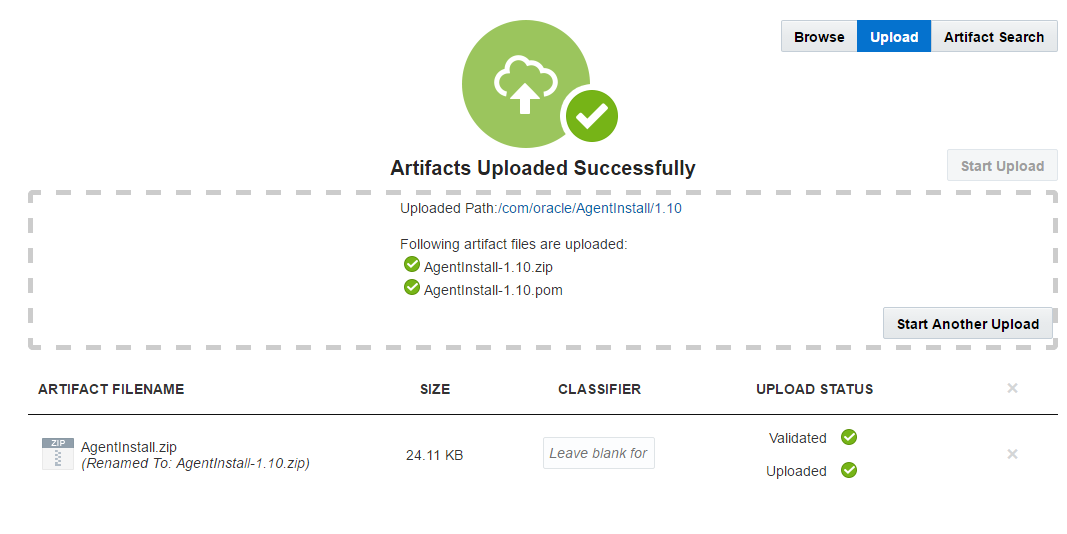 Browse Upload Artifact Search
Artifacts Uploaded Successfully
Start Upload
Uploaded Path:/com/oracle/AgentInstall/1.10
Following artifact files are uploaded:
AgentInstall-1.10.zip
AgentInstall-1.10.pom
Start Another Upload
ARTIFACT FILENAME SIZE CLASSIFIER UPLOAD STATUS
ZIP
AgentInstall.zip
(Renamed To: AgentInstall-1.10.zip)
24.11 KB
Leave blank for
Validated
Uploaded